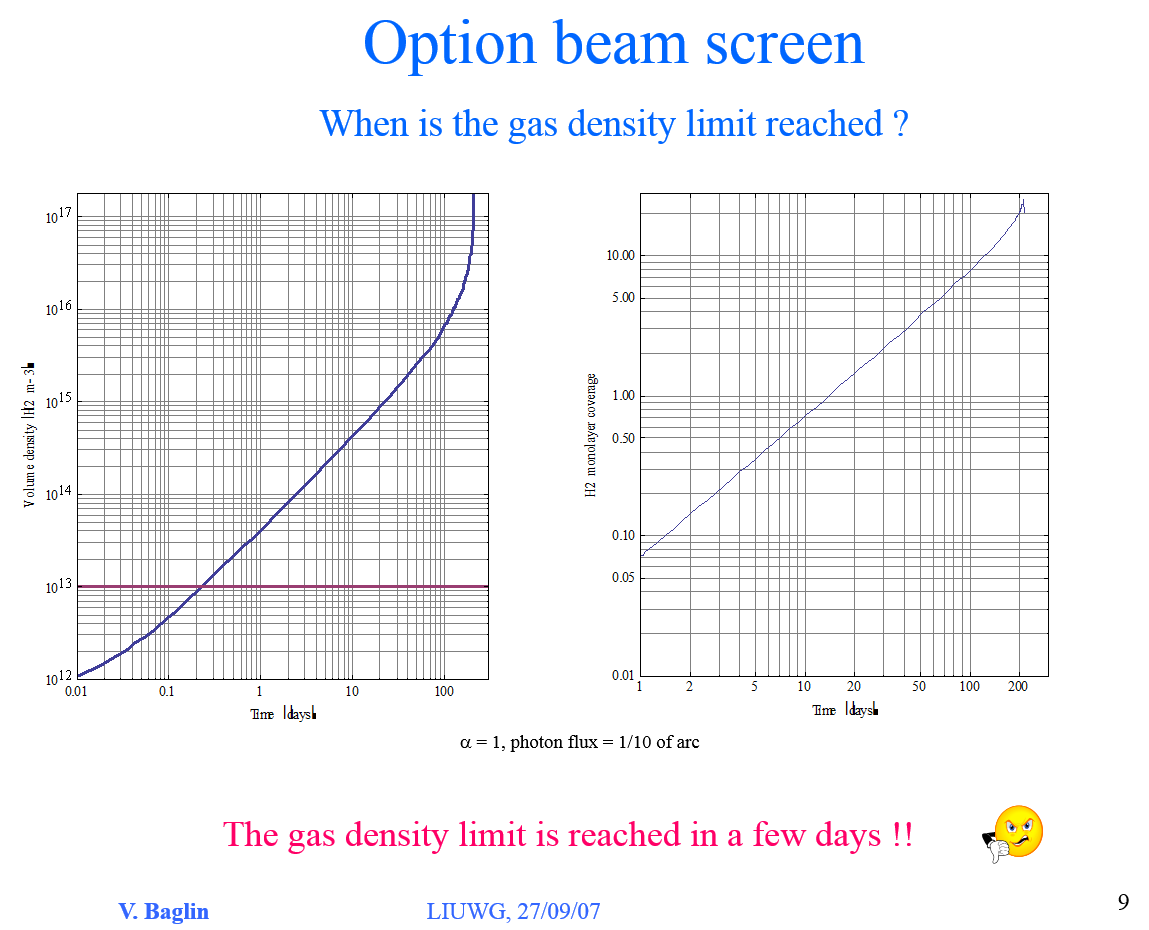 Option beam screen
When is the gas density limit reached ?
10^17
10^16
10^15
10^14
10^13
10^12
Volume density H2 m-3
0.01 0.1 1 10 100
Time days
10.00
5.00
1.00
0.50
0.10
0.05
0.01
H2 monolayer coverage
1 2 5 10 20 50 100 200
Time days
α = 1, photon flux = 1/10 of arc
The gas density limit is reached in a few days !!
V. Baglin LIUWG, 27/09/07 9